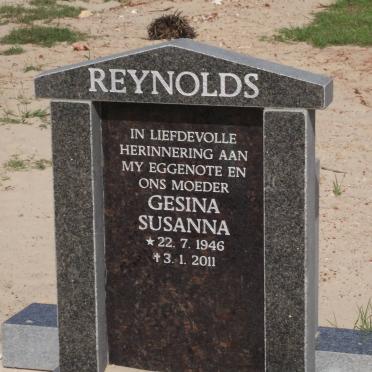 REYNOLDS
IN LIEFDEVOLLE
HERINNERING AAN
MY EGGENOTE EN
ONS MOEDER
GESINA
SUSANNA
★ 22. 7. 1946
✝ 3. 1. 2011